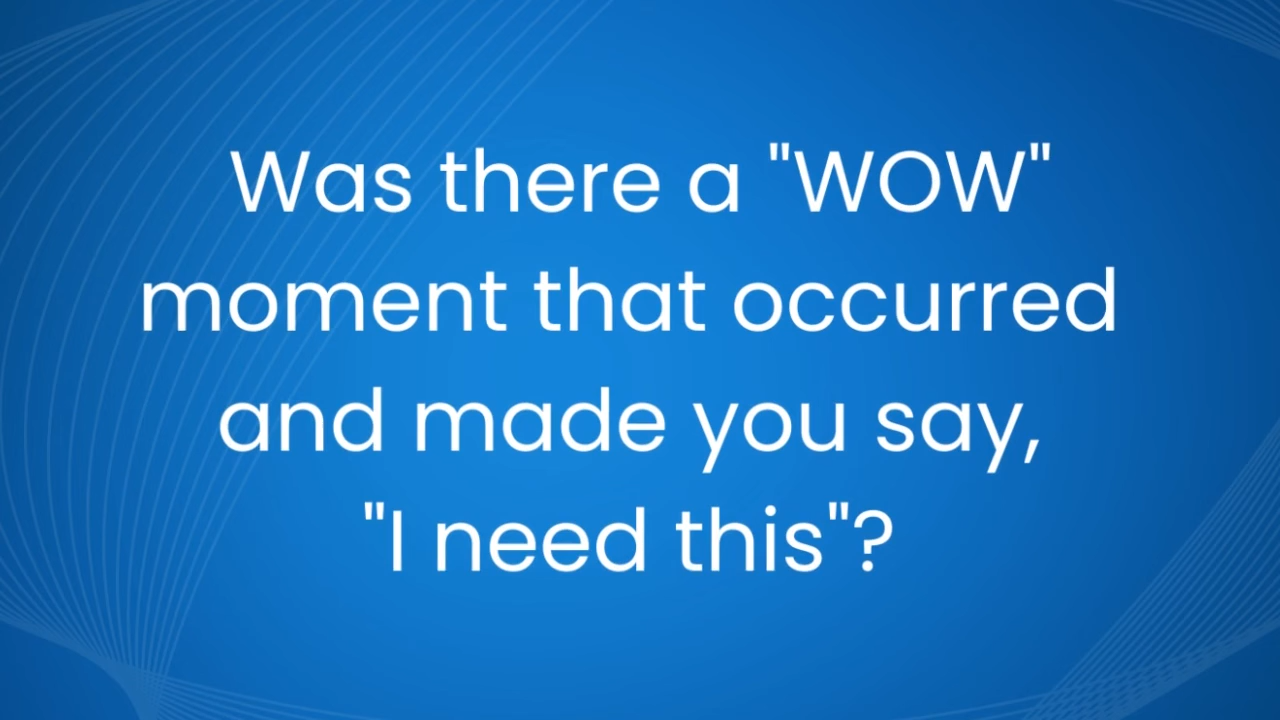 Was there a "WOW"
moment that occurred
and made you say,
"I need this"?